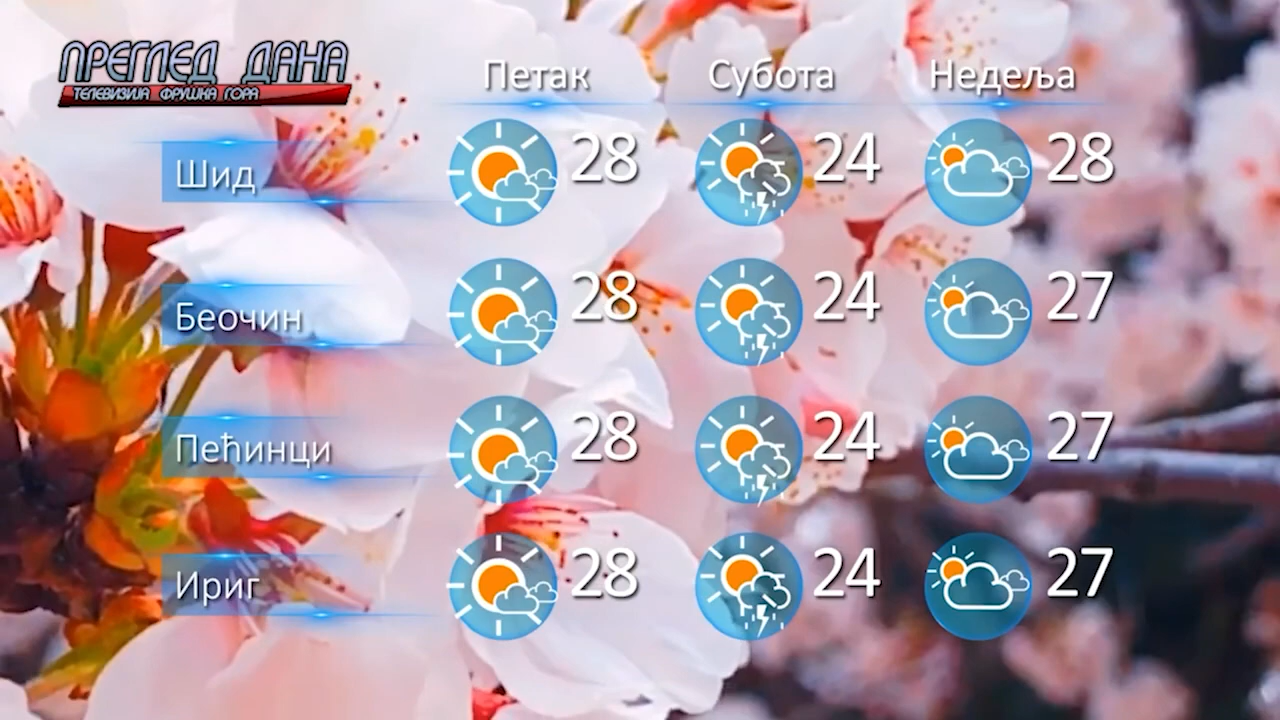 ПРЕГЛЕД ДАНА
ТЕЛЕВИЗИЈА ФРУШКА ГОРА
Петак Субота Недеља
Шид 28 24 28
Беочин 28 24 27
Пећинци 28 24 27
Ириг 28 24 27